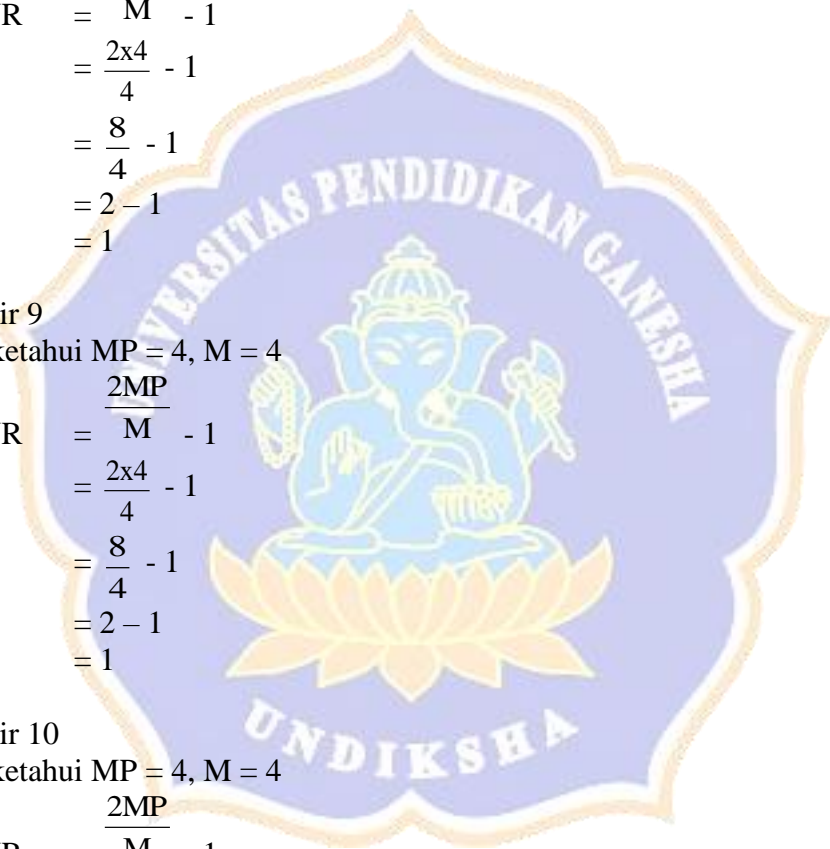 R = M - 1
= 2x4/4 - 1
= 8/4 - 1
= 2 – 1
= 1
ir 9
ketahui MP = 4, M = 4
R = 2MP/M - 1
= 2x4/4 - 1
= 8/4 - 1
= 2 – 1
= 1
ir 10
ketahui MP = 4, M = 4
2MP
UNIVERSITAS PENDIDIKAN GANESHA
UNDIKSHA